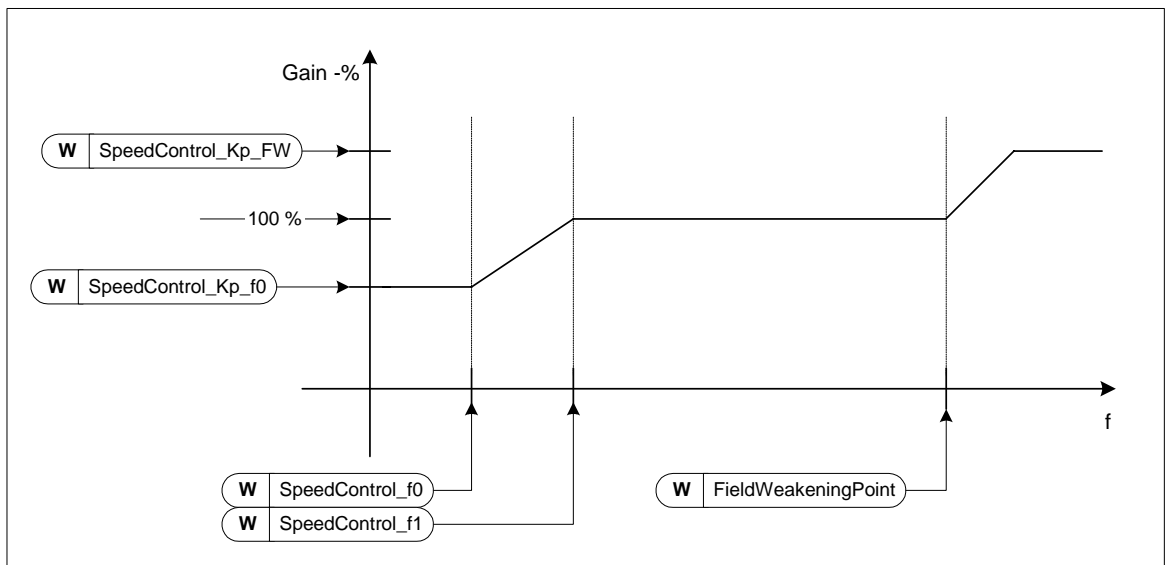 Gain -%
W SpeedControl_Kp_FW
100 %
W SpeedControl_Kp_f0
f
W SpeedControl_f0
W FieldWeakeningPoint
W SpeedControl_f1